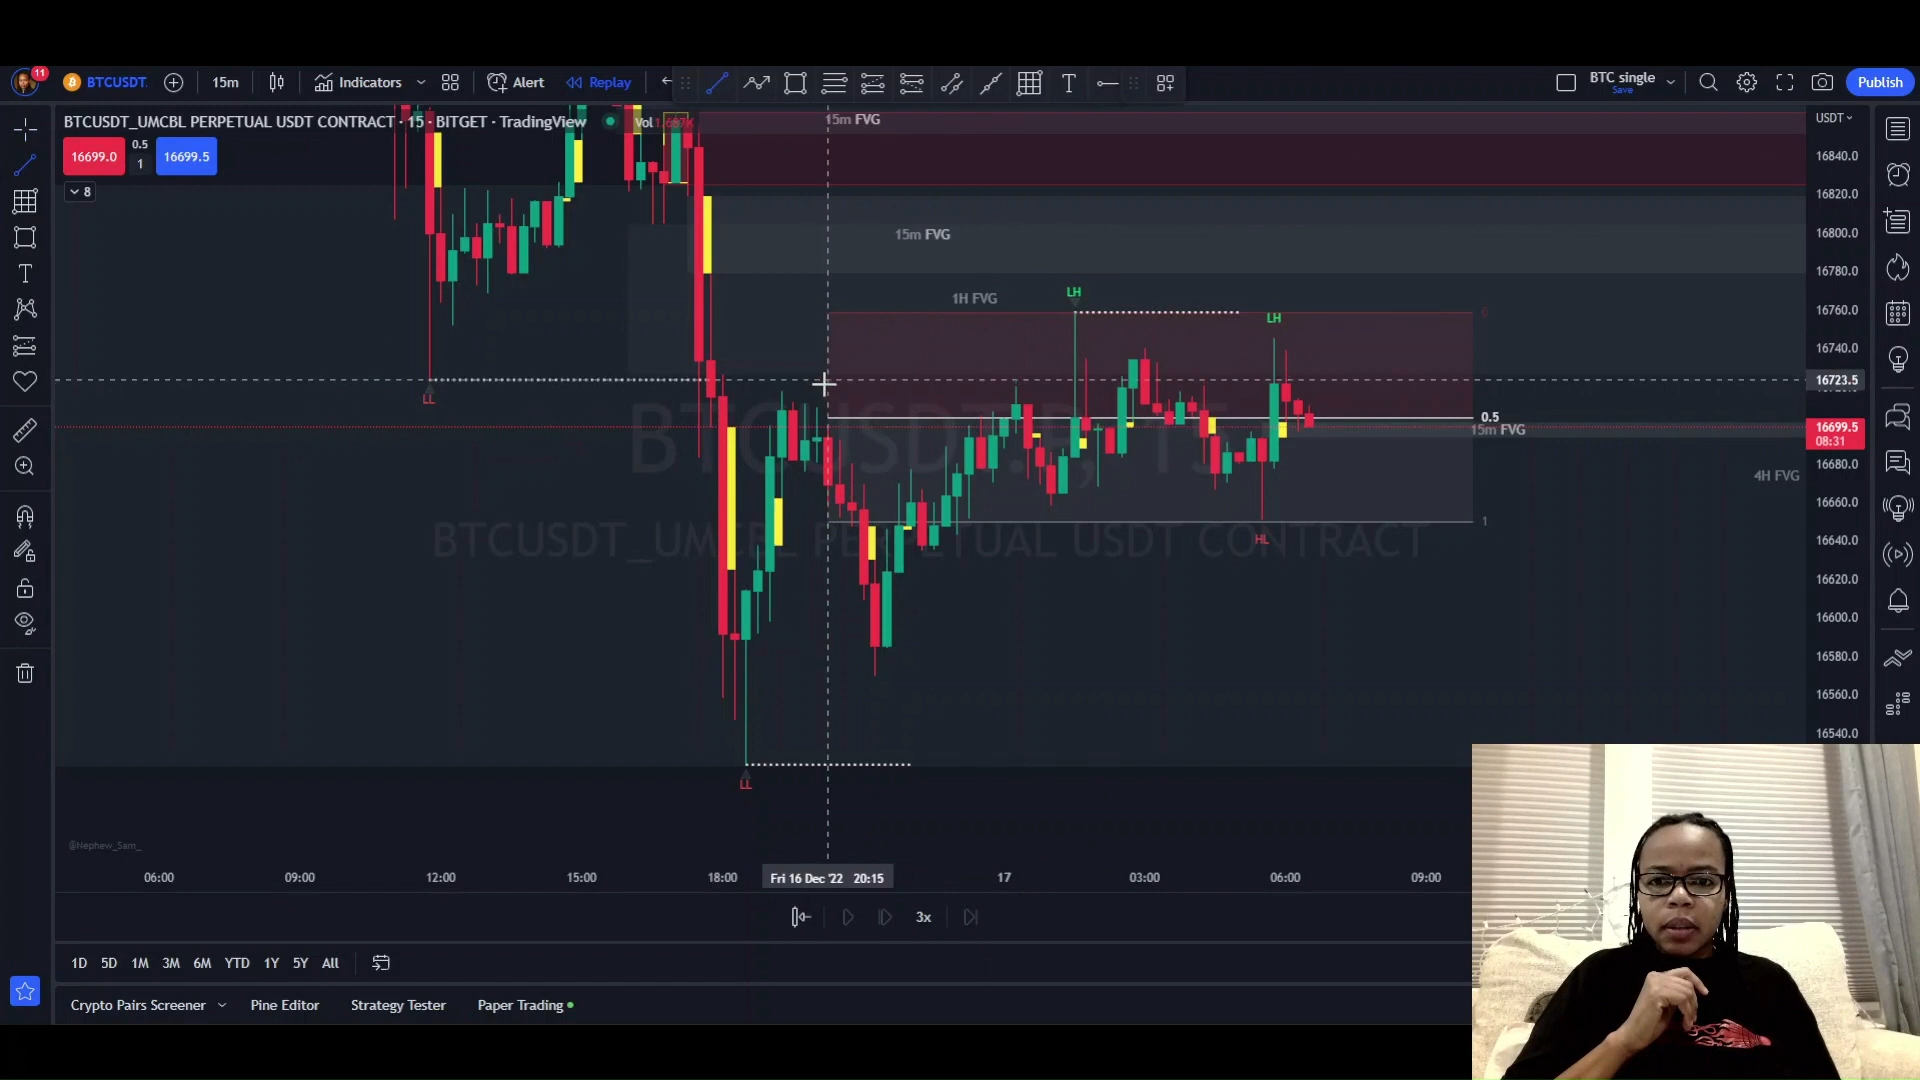 11
BTCUSDT
15m
Indicators
Alert
Replay
BTC single
Save
Publish
BTCUSDT_UMCBL PERPETUAL USDT CONTRACT · 15 · BITGET · TradingView
Vol
15m FVG
USDT
16699.0
0.5
1
16699.5
8
16840.0
16820.0
15m FVG
16800.0
16780.0
1H FVG
LH
16760.0
0
LH
16740.0
16723.5
LL
0.5
15m FVG
16699.5
08:31
BTCUSDT.P, 15
16680.0
4H FVG
16660.0
1
BTCUSDT_UMCBL PERPETUAL USDT CONTRACT
HL
16640.0
16620.0
16600.0
16580.0
16560.0
16540.0
LL
@Nephew_Sam_
06:00
09:00
12:00
15:00
18:00
Fri 16 Dec '22 20:15
17
03:00
06:00
09:00
3x
1D
5D
1M
3M
6M
YTD
1Y
5Y
All
Crypto Pairs Screener
Pine Editor
Strategy Tester
Paper Trading